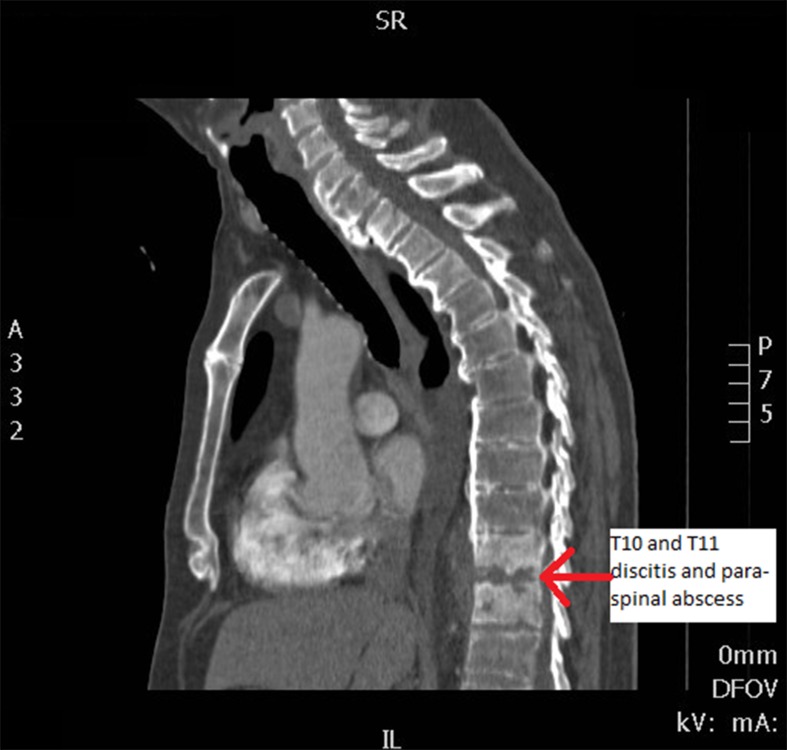 SR
A
3
3
2
P
7
5
T10 and T11
discitis and para-
spinal abscess
0mm
DFOV
kV: mA:
IL